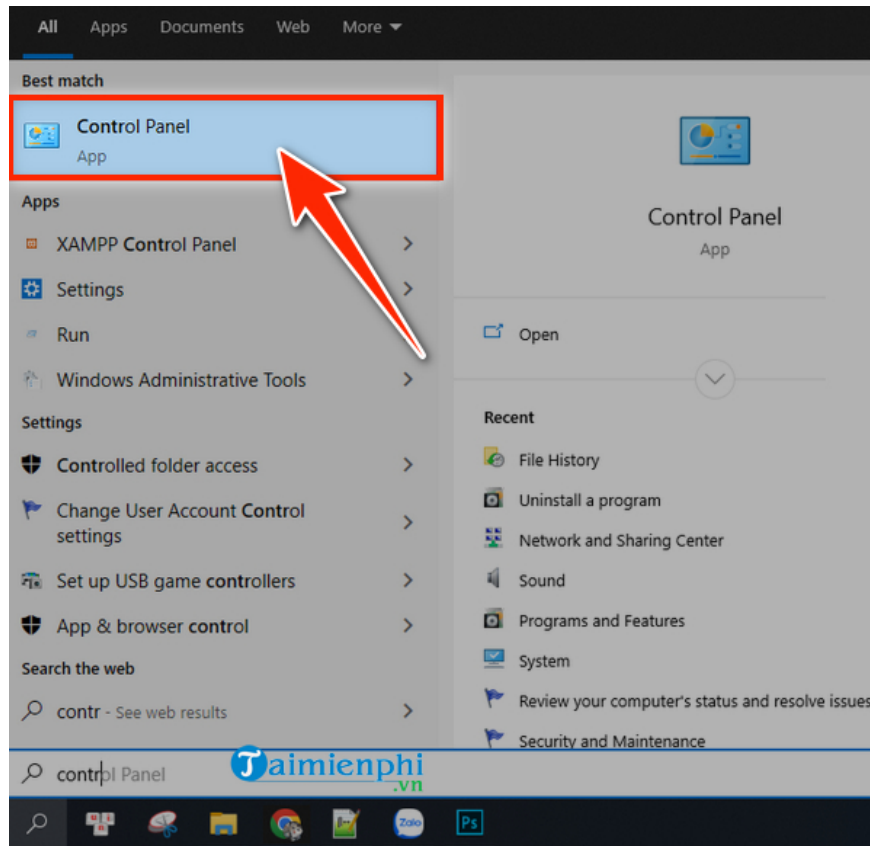 All Apps Documents Web More
Best match
Control Panel
App
Apps
XAMPP Control Panel
Settings
Run
Windows Administrative Tools
Settings
Controlled folder access
Change User Account Control
settings
Set up USB game controllers
App & browser control
Search the web
contr - See web results
Control Panel
App
Open
Recent
File History
Uninstall a program
Network and Sharing Center
Sound
Programs and Features
System
Review your computer's status and resolve issues
Security and Maintenance
control Panel
Taimienphi
.vn
Zalo
Ps